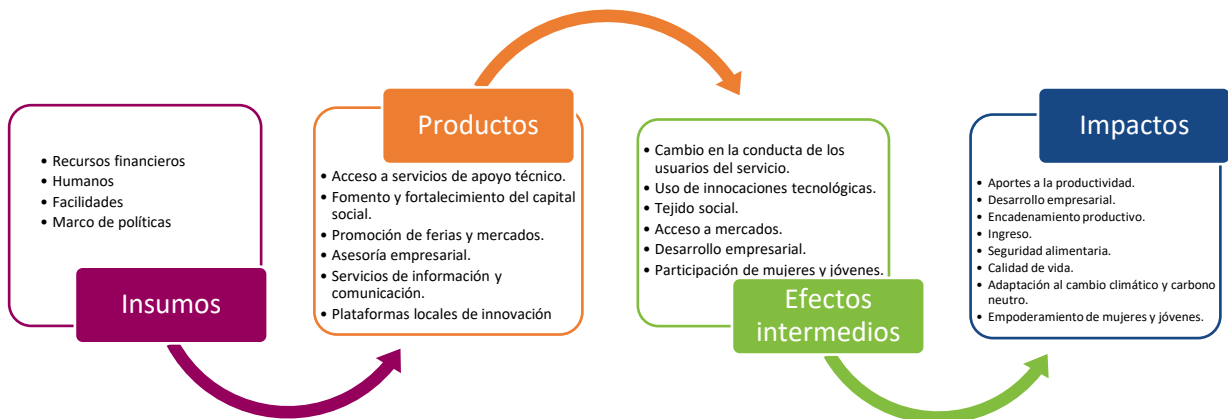 • Recursos financieros
• Humanos
• Facilidades
• Marco de políticas
Insumos
Productos
• Acceso a servicios de apoyo técnico.
• Fomento y fortalecimiento del capital
social.
• Promoción de ferias y mercados.
• Asesoría empresarial.
• Servicios de información y
comunicación.
• Plataformas locales de innovación
• Cambio en la conducta de los
usuarios del servicio.
• Uso de innocaciones tecnológicas.
• Tejido social.
• Acceso a mercados.
• Desarrollo empresarial.
• Participación de mujeres y jóvenes.
Efectos
intermedios
Impactos
• Aportes a la productividad.
• Desarrollo empresarial.
• Encadenamiento productivo.
• Ingreso.
• Seguridad alimentaria.
• Calidad de vida.
• Adaptación al cambio climático y carbono
neutro.
• Empoderamiento de mujeres y jóvenes.